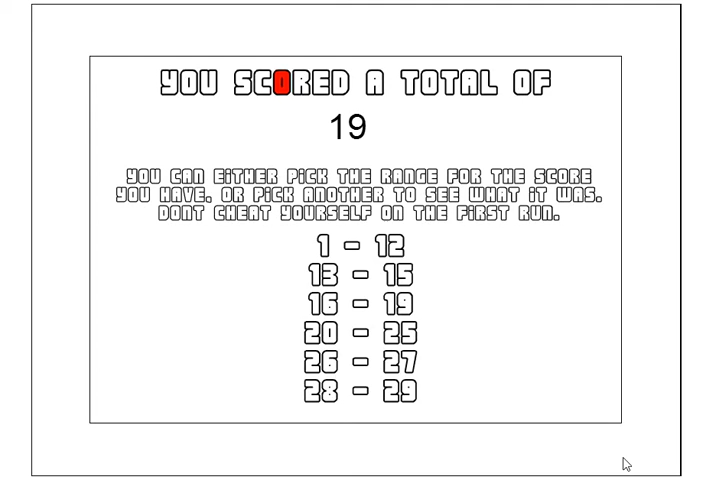 YOU SCORED A TOTAL OF
19
YOU CAN EiTHER PiCK THE RANGE FOR THE SCORE
YOU HAVE. OR PiCK ANOTHER TO SEE WHAT iT WAS.
DONT CHEAT YOURSELF ON THE FiRST RUN.
1 - 12
13 - 15
16 - 19
20 - 25
26 - 27
28 - 29